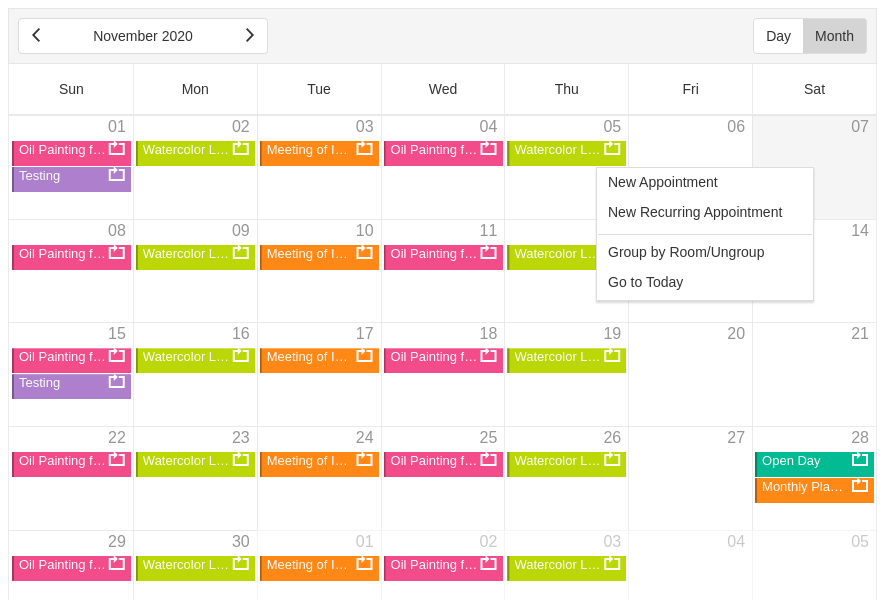 November 2020 Day Month
Sun Mon Tue Wed Thu Fri Sat
01 02 03 04 05 06 07
Oil Painting f... Watercolor L... Meeting of I... Oil Painting f... Watercolor L...
Testing
New Appointment
New Recurring Appointment
Group by Room/Ungroup
Go to Today
08 09 10 11 14
Oil Painting f... Watercolor L... Meeting of I... Oil Painting f... Watercolor L...
15 16 17 18 19 20 21
Oil Painting f... Watercolor L... Meeting of I... Oil Painting f... Watercolor L...
Testing
22 23 24 25 26 27 28
Oil Painting f... Watercolor L... Meeting of I... Oil Painting f... Watercolor L... Open Day
Monthly Pla...
29 30 01 02 03 04 05
Oil Painting f... Watercolor L... Meeting of I... Oil Painting f... Watercolor L...